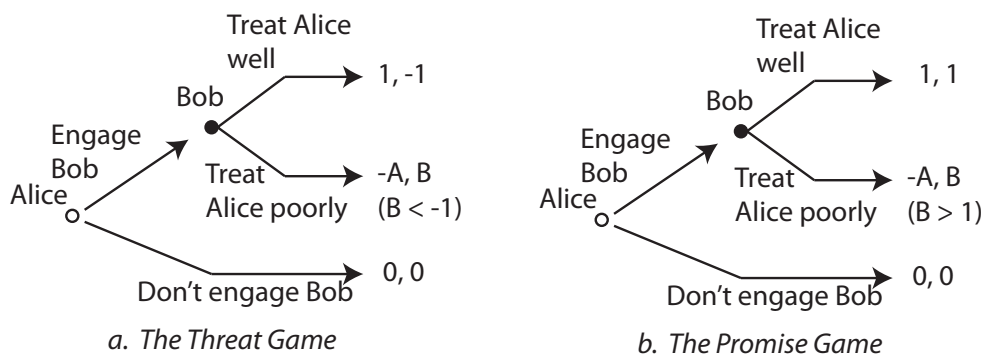 Treat Alice
well
1, -1
Bob
Engage
Bob
Treat
Alice poorly
-A, B
(B < -1)
Alice
0, 0
Don't engage Bob
a. The Threat Game
Treat Alice
well
1, 1
Bob
Engage
Bob
Treat
Alice poorly
-A, B
(B > 1)
Alice
0, 0
Don't engage Bob
b. The Promise Game